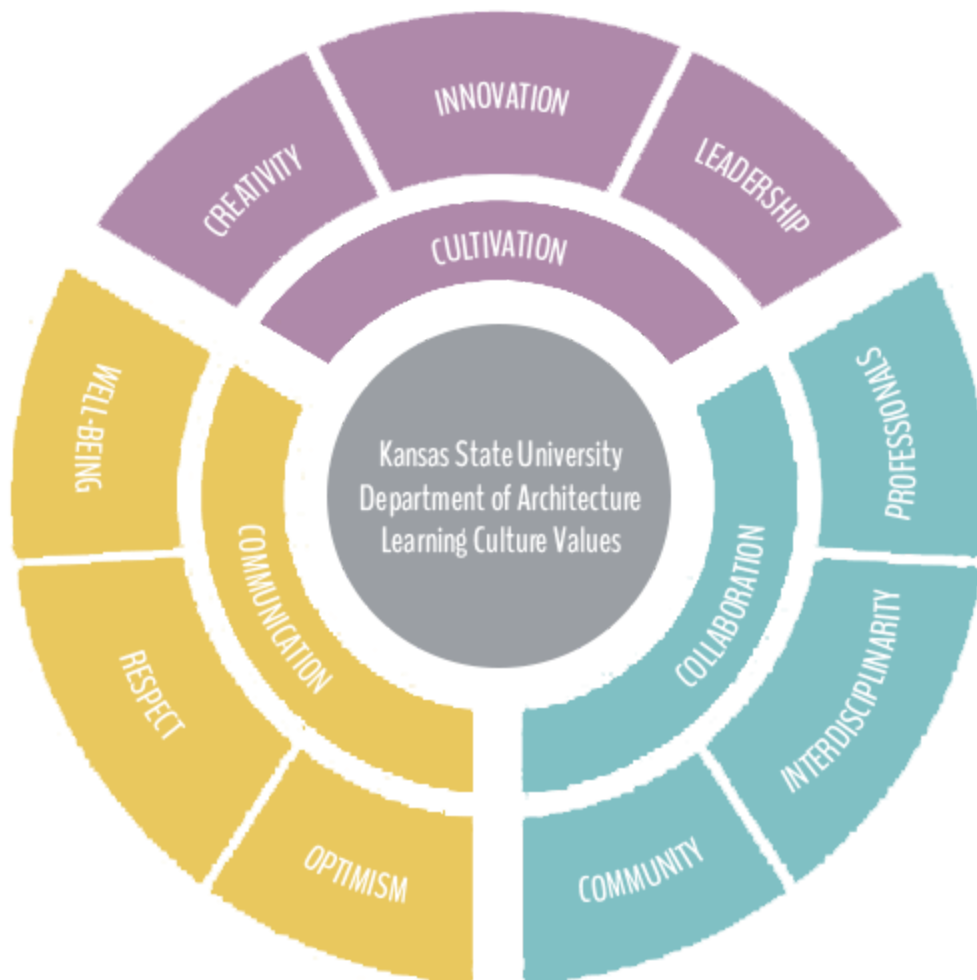 CREATIVITY
INNOVATION
LEADERSHIP
CULTIVATION
WELL-BEING
RESPECT
OPTIMISM
COMMUNICATION
Kansas State University
Department of Architecture
Learning Culture Values
COLLABORATION
PROFESSIONALS
INTERDISCIPLINARITY
COMMUNITY